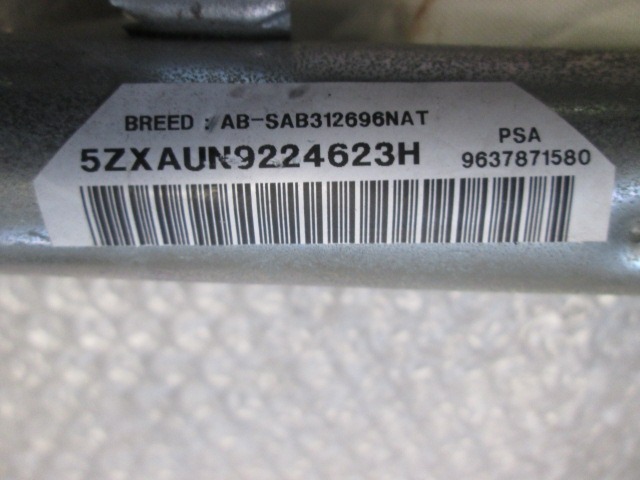 BREED : AB-SAB312696NAT
5ZXAUN9224623H
PSA
9637871580